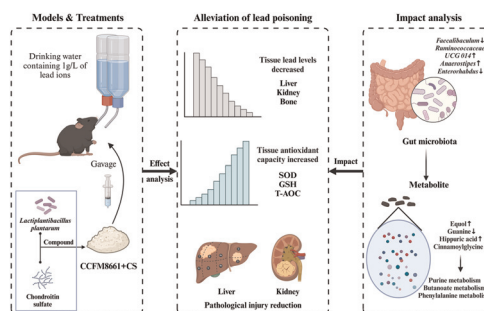 Models & Treatments
Drinking water
containing 1g/L of
lead ions
Gavage
Lactiplantibacillus
plantarum
Compound
CCFM8661+CS
Chondroitin
sulfate
Effect
analysis
Alleviation of lead poisoning
Tissue lead levels
decreased
Liver
Kidney
Bone
Tissue antioxidant
capacity increased
SOD
GSH
T-AOC
Liver
Kidney
Pathological injury reduction
Impact
Impact analysis
Faecalibaculum↓
Ruminococcaceae
UCG 014↑
Anaerostipes↑
Enterorhabdus↓
Gut microbiota
Metabolite
Equol↑
Guanine↓
Hippuric acid↑
Cinnamoylglycine
Purine metabolism
Butanoate metabolism
Phenylalanine metabolism